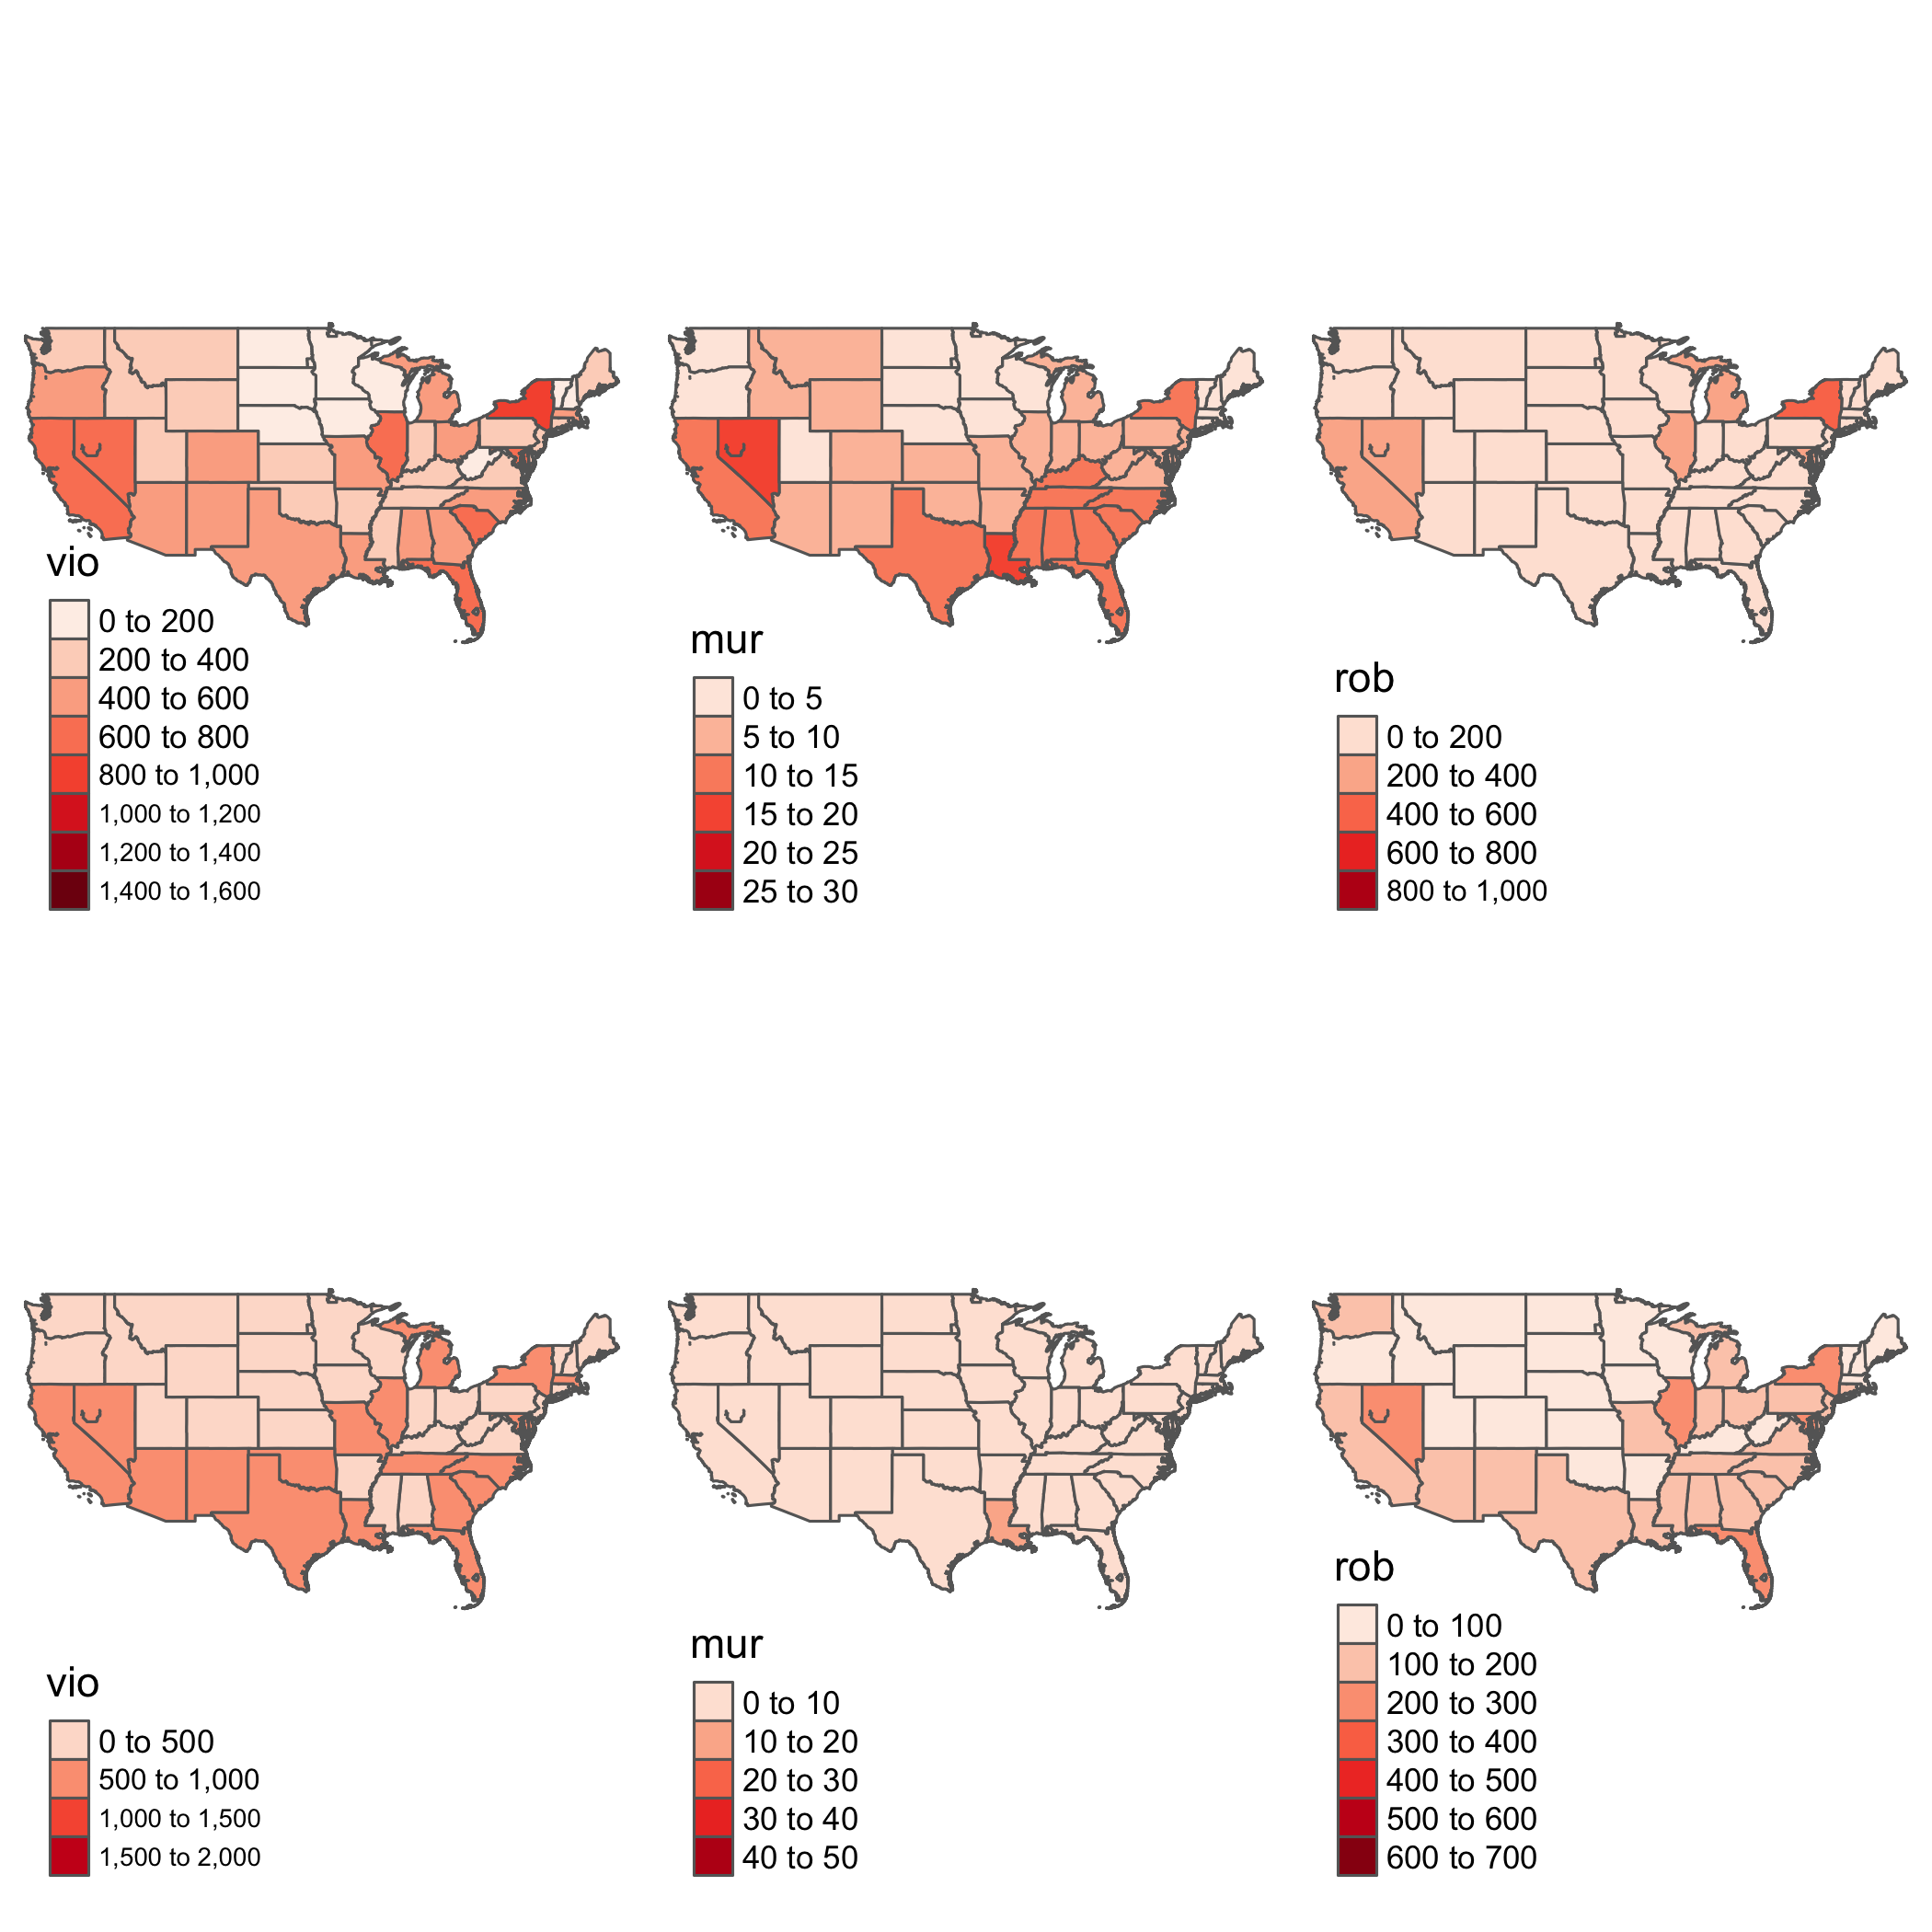 vio
0 to 200
200 to 400
400 to 600
600 to 800
800 to 1,000
1,000 to 1,200
1,200 to 1,400
1,400 to 1,600
mur
0 to 5
5 to 10
10 to 15
15 to 20
20 to 25
25 to 30
rob
0 to 200
200 to 400
400 to 600
600 to 800
800 to 1,000
vio
0 to 500
500 to 1,000
1,000 to 1,500
1,500 to 2,000
mur
0 to 10
10 to 20
20 to 30
30 to 40
40 to 50
rob
0 to 100
100 to 200
200 to 300
300 to 400
400 to 500
500 to 600
600 to 700